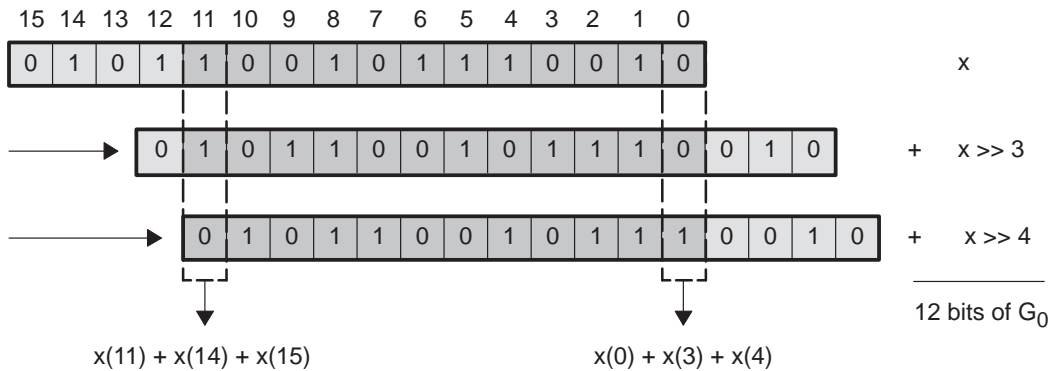 15 14 13 12 11 10 9 8 7 6 5 4 3 2 1 0
0 1 0 1 1 0 0 1 0 1 1 1 0 0 1 0 x
0 1 0 1 1 0 0 1 0 1 1 1 0 0 1 0 + x >> 3
0 1 0 1 1 0 0 1 0 1 1 1 0 0 1 0 + x >> 4
12 bits of G0
x(11) + x(14) + x(15) x(0) + x(3) + x(4)